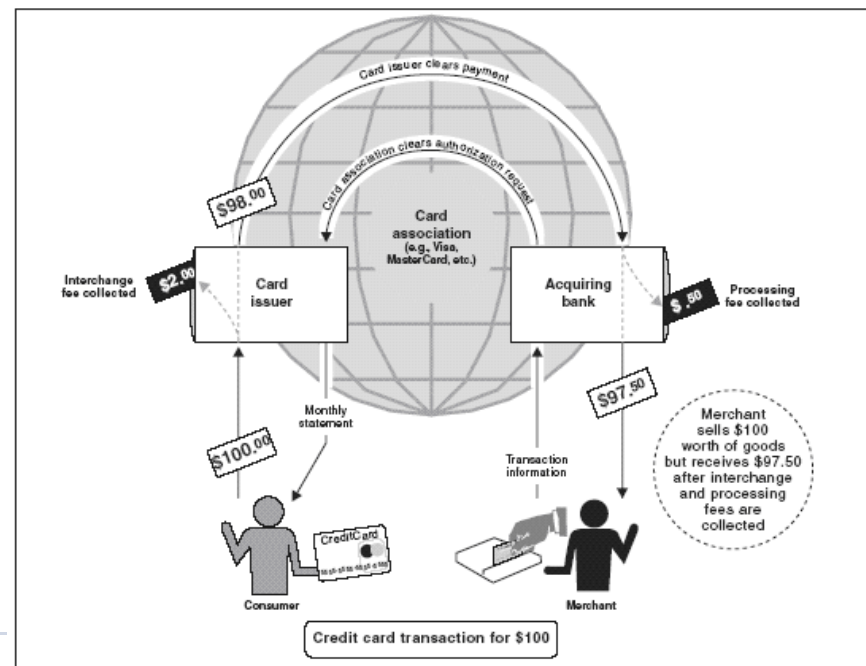 Card issuer clears payment
Card association clears authorization request
$98.00
Card
association
(e.g., Visa,
MasterCard, etc.)
Interchange
fee collected
$2.00
Card
issuer
Acquiring
bank
$.50
Processing
fee collected
$97.50
Monthly
statement
$100.00
Transaction
information
Merchant
sells $100
worth of goods
but receives $97.50
after interchange
and processing
fees are
collected
CreditCard
Consumer
Merchant
Credit card transaction for $100